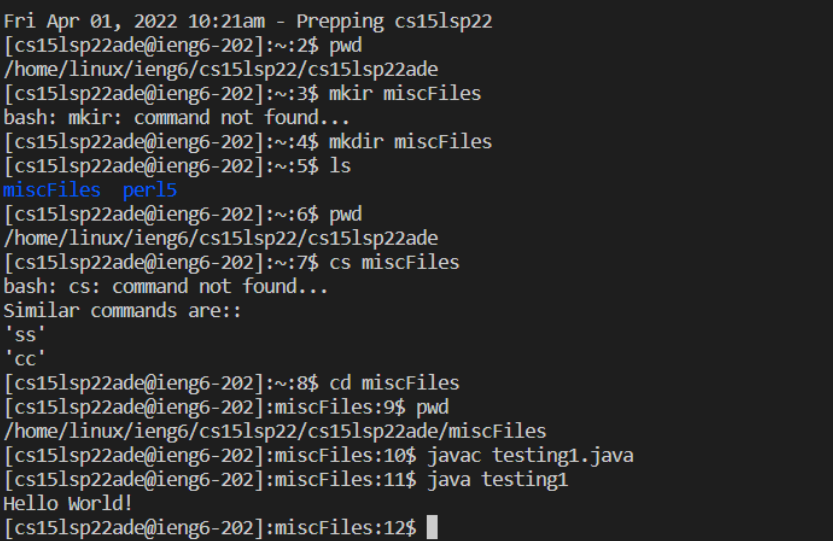 Fri Apr 01, 2022 10:21am - Prepping cs15lsp22
[cs15lsp22ade@ieng6-202]:~:2$ pwd
/home/linux/ieng6/cs15lsp22/cs15lsp22ade
[cs15lsp22ade@ieng6-202]:~:3$ mkir miscFiles
bash: mkir: command not found...
[cs15lsp22ade@ieng6-202]:~:4$ mkdir miscFiles
[cs15lsp22ade@ieng6-202]:~:5$ ls
miscFiles  perl5
[cs15lsp22ade@ieng6-202]:~:6$ pwd
/home/linux/ieng6/cs15lsp22/cs15lsp22ade
[cs15lsp22ade@ieng6-202]:~:7$ cs miscFiles
bash: cs: command not found...
Similar commands are::
'ss'
'cc'
[cs15lsp22ade@ieng6-202]:~:8$ cd miscFiles
[cs15lsp22ade@ieng6-202]:miscFiles:9$ pwd
/home/linux/ieng6/cs15lsp22/cs15lsp22ade/miscFiles
[cs15lsp22ade@ieng6-202]:miscFiles:10$ javac testing1.java
[cs15lsp22ade@ieng6-202]:miscFiles:11$ java testing1
Hello World!
[cs15lsp22ade@ieng6-202]:miscFiles:12$